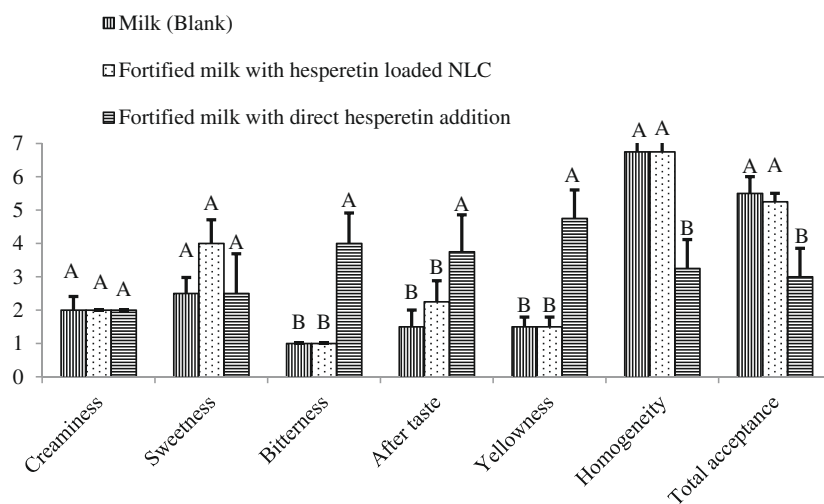 Milk (Blank)
Fortified milk with hesperetin loaded NLC
Fortified milk with direct hesperetin addition
7
6
5
4
3
2
1
0
A A A
A A A
B B A
B B A
B B A
A A B
A A B
Creaminess
Sweetness
Bitterness
After taste
Yellowness
Homogeneity
Total acceptance